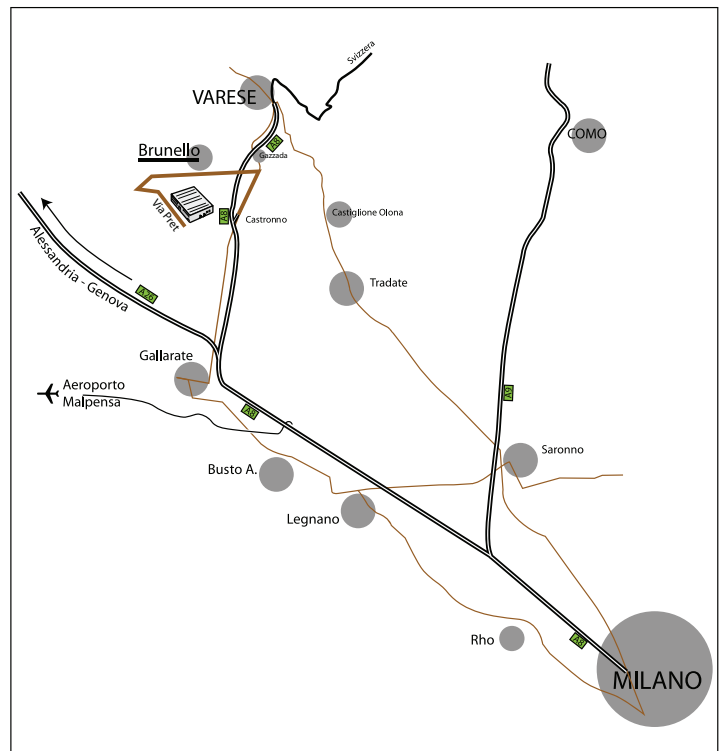 Svizzera
VARESE
COMO
A8
Brunello
Gazzada
Via Pret
A8
Castronno
Castiglione Olona
Alessandria - Genova
A26
Tradate
Gallarate
Aeroporto
Malpensa
A8
A9
Saronno
Busto A.
Legnano
Rho
A8
MILANO